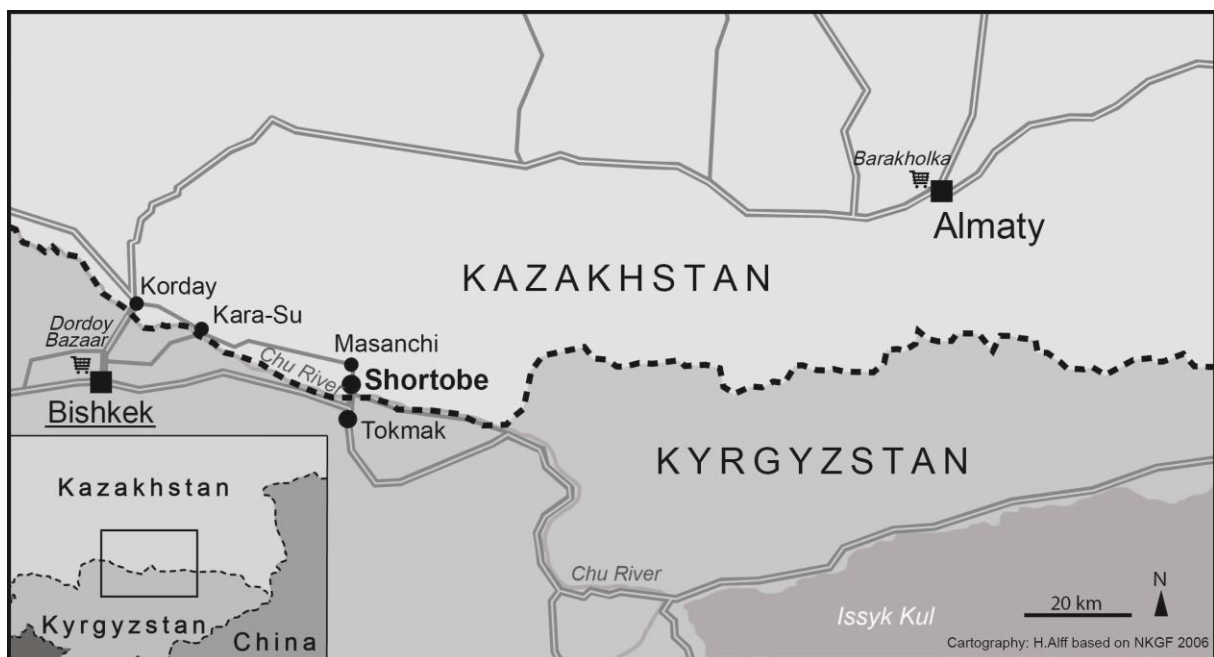 Barakholka
Almaty
KAZAKHSTAN
Korday
Kara-Su
Dordoy
Bazaar
Masanchi
Chu River
Shortobe
Bishkek
Tokmak
KYRGYZSTAN
Kazakhstan
Kyrgyzstan
China
Chu River
Issyk Kul
20 km
N
Cartography: H.Alff based on NKGF 2006